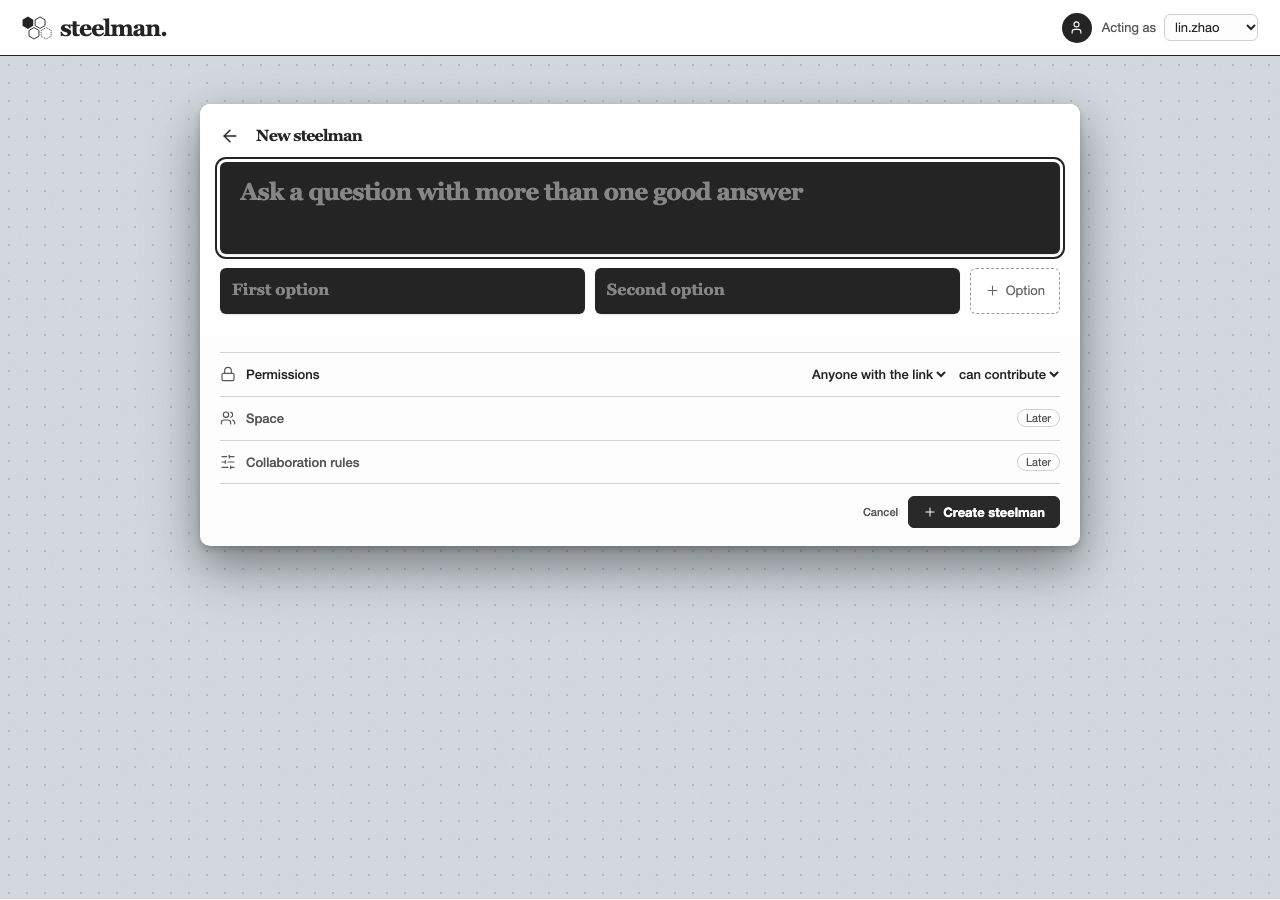 steelman.
Acting as lin.zhao
New steelman
Ask a question with more than one good answer
First option
Second option
Option
Permissions
Anyone with the link can contribute
Space
Later
Collaboration rules
Later
Cancel
Create steelman